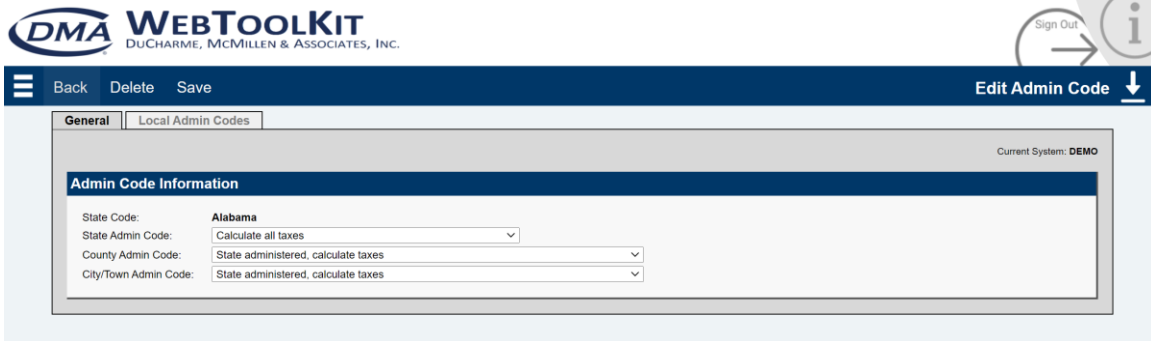 DMA WEBTOOLKIT
DUCHARME, MCMILLEN & ASSOCIATES, INC.
Sign Out
i
Back Delete Save Edit Admin Code
General Local Admin Codes
Current System: DEMO
Admin Code Information
State Code: Alabama
State Admin Code: Calculate all taxes
County Admin Code: State administered, calculate taxes
City/Town Admin Code: State administered, calculate taxes